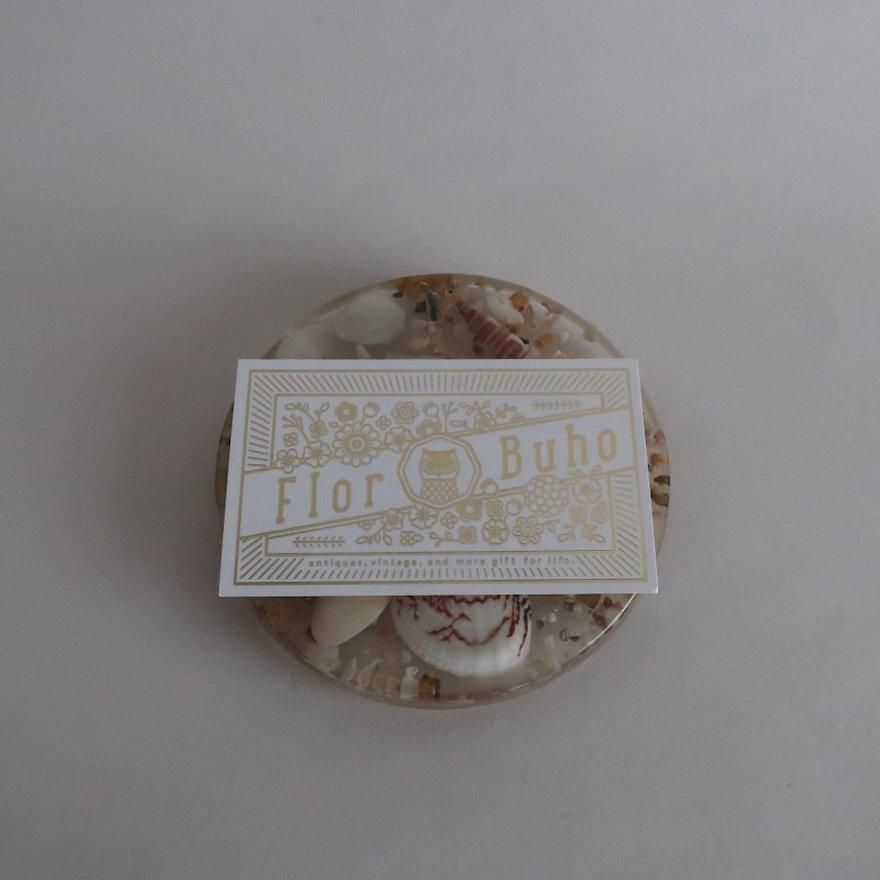 Flor Buho
antiques, vintage, and more gift for life.